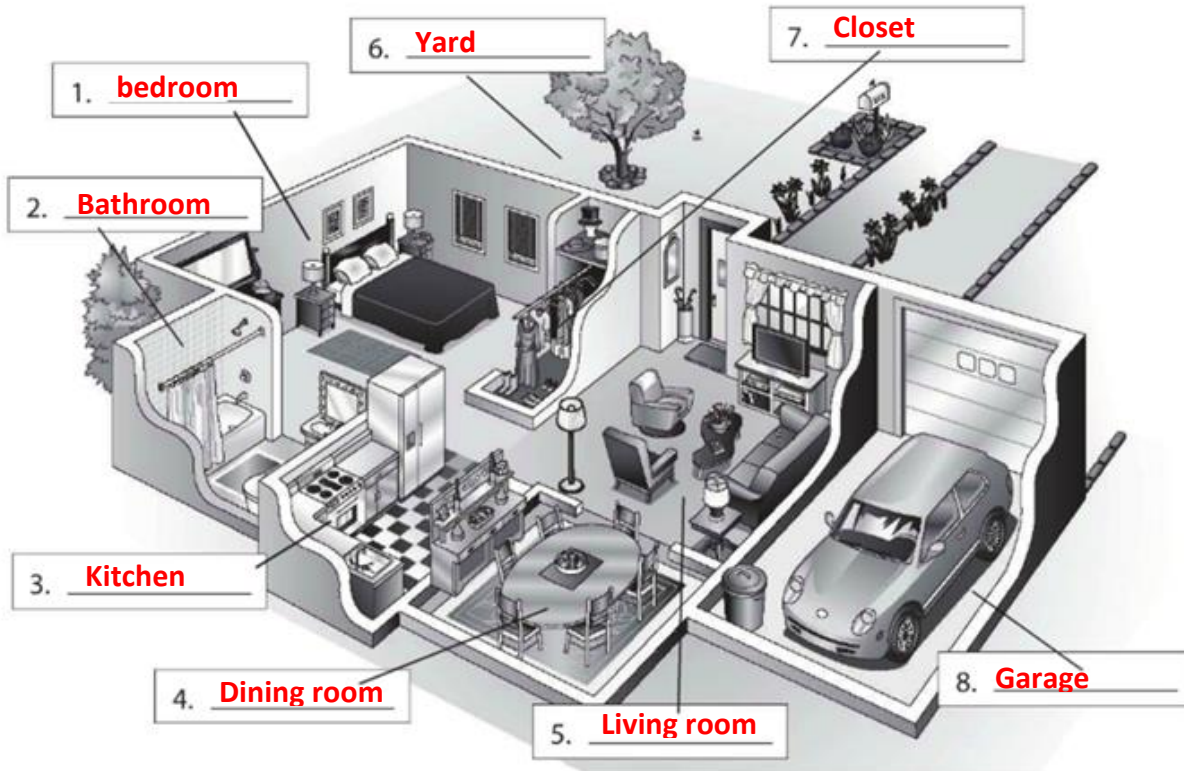 1. bedroom
2. Bathroom
3. Kitchen
4. Dining room
5. Living room
6. Yard
7. Closet
8. Garage